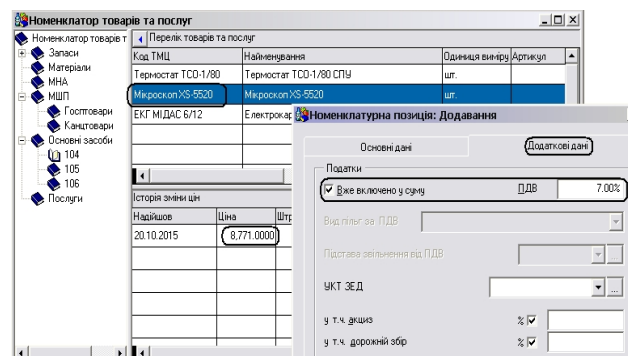 Номенклатор товарів та послуг
Номенклатор товарів т
Запаси
Матеріали
МНА
МШП
Госптовари
Канцтовари
Основні засоби
104
105
106
Послуги
Перелік товарів та послуг
Код ТМЦ Найменування Одиниця виміру Артикул
Термостат ТСО-1/80 Термостат ТСО-1/80 СПУ шт.
Мікроскоп XS-5520 Мікроскоп XS-5520 шт.
ЕКГ МІДАС 6/12 Електрокар
Історія зміни цін
Надійшов Ціна Штр
20.10.2015 8,771.0000
Номенклатурна позиція: Додавання
Основні дані Додаткові дані
Податки
Вже включено у суму ПДВ 7.00%
Вид пільг за ПДВ
Підстава звільнення від ПДВ
УКТ ЗЕД
у т.ч. акциз %
у т.ч. дорожній збір %